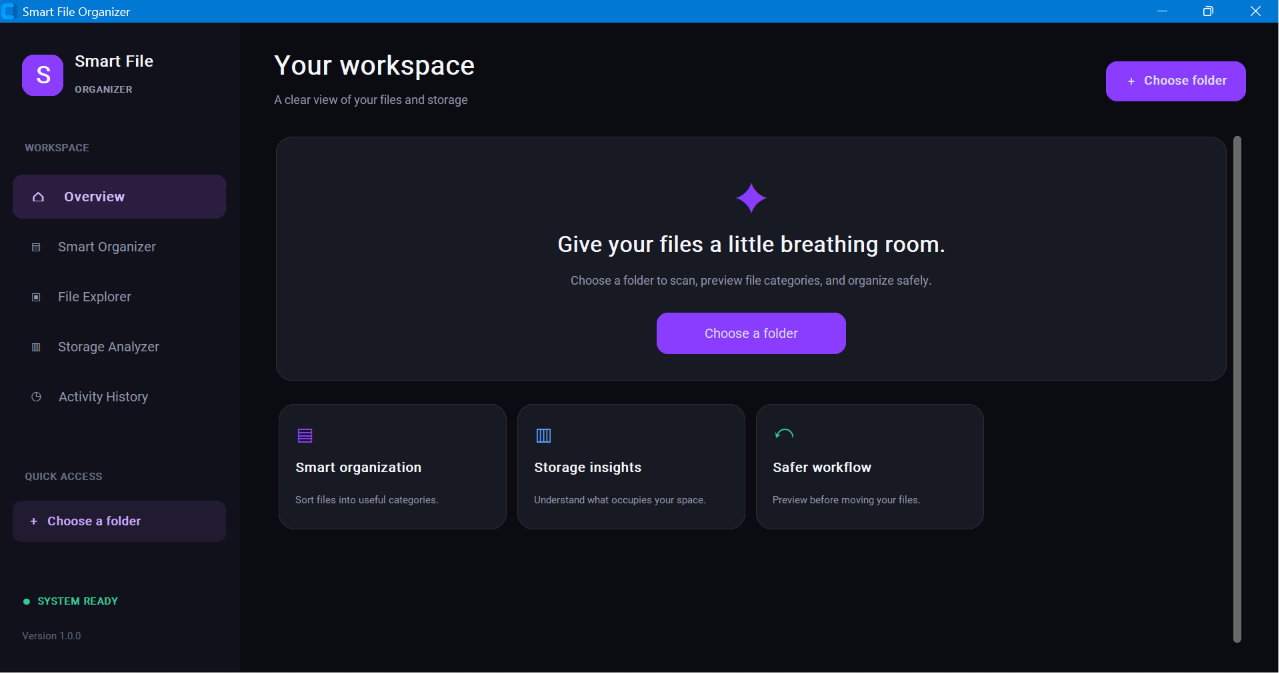 Smart File Organizer
S
Smart File
ORGANIZER
WORKSPACE
Overview
Smart Organizer
File Explorer
Storage Analyzer
Activity History
QUICK ACCESS
+ Choose a folder
SYSTEM READY
Version 1.0.0
Your workspace
A clear view of your files and storage
+ Choose folder
Give your files a little breathing room.
Choose a folder to scan, preview file categories, and organize safely.
Choose a folder
Smart organization
Sort files into useful categories.
Storage insights
Understand what occupies your space.
Safer workflow
Preview before moving your files.